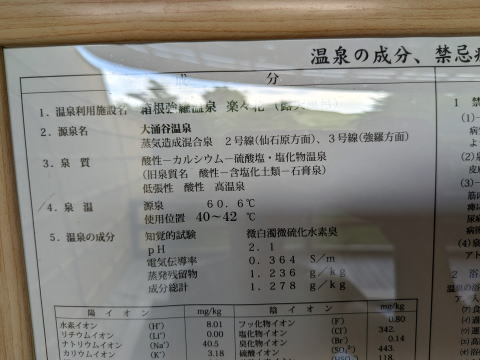 温泉の成分、禁忌
成 分
1．温泉利用施設名 箱根強羅温泉 楽々花
2．源泉名 大涌谷温泉
蒸気造成混合泉 2号線(仙石原方面)、3号線(強羅方面)
3．泉 質 酸性－カルシウム－硫酸塩・塩化物温泉
(旧泉質名 酸性－含塩化土類－石膏泉)
低張性 酸性 高温泉
4．泉 温 源泉 60.6℃
使用位置 40～42 ℃
5．温泉の成分 知覚的試験 微白濁微硫化水素泉
pH 2.1
電気伝導率 0.364 S/m
蒸発残留物 1.236 g/kg
成分総計 1.278 g/kg
陽イオン mg/kg 陰イオン mg/kg
水素イオン (H⁺) 8.01 フッ化物イオン (F⁻) 0.80
リチウムイオン (Li⁺) 0.00 塩化物イオン (Cl⁻) 342.
ナトリウムイオン (Na⁺) 40.5 臭化物イオン (Br⁻) 0.14
カリウムイオン (K⁺) 3.18 硫酸イオン 443.
1 禁
2 浴